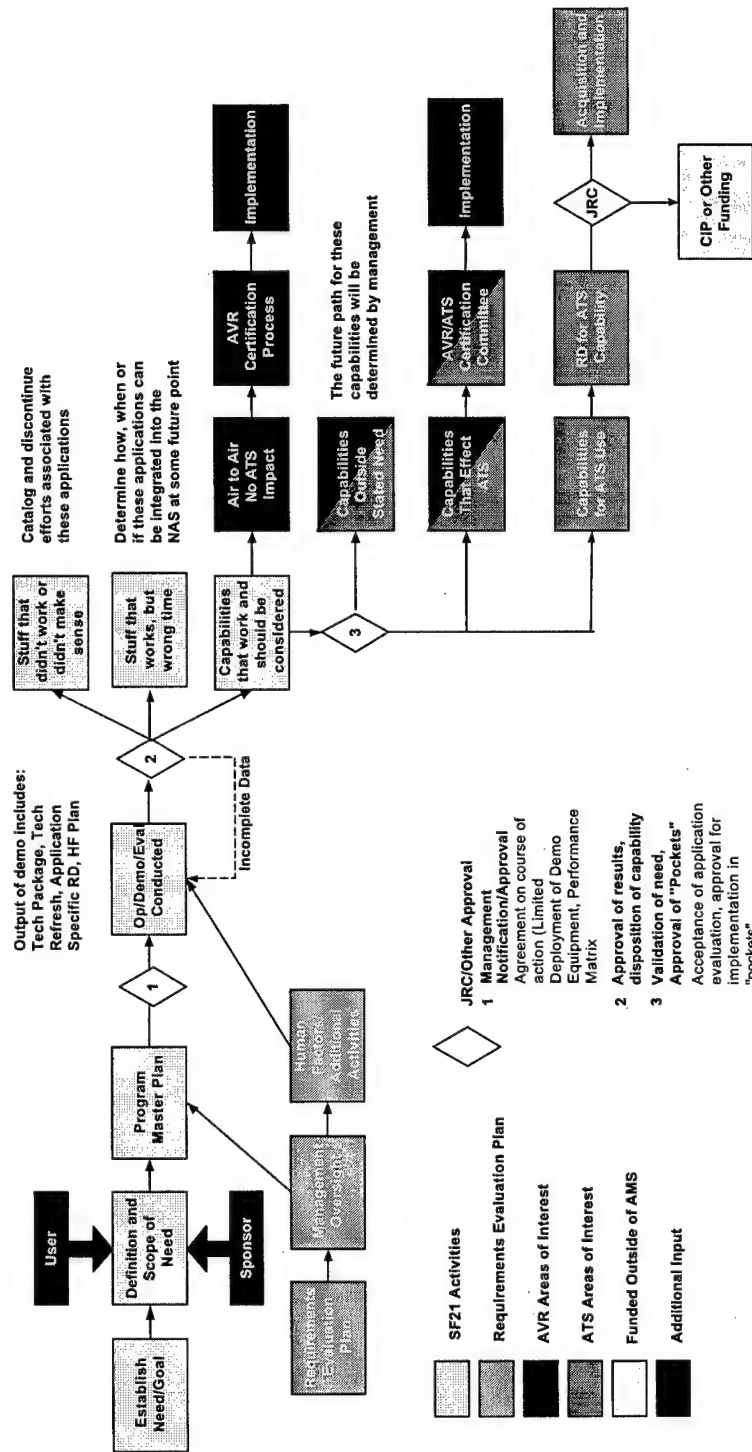 User
Establish
Need/Goal
Definition and
Scope of
Need
Sponsor
Program
Master Plan
1
Output of demo includes:
Tech Package, Tech
Refresh, Application
Specific RD, HF Plan
Op/Demo/Eval
Conducted
2
Incomplete Data
Requirements
Evaluation
Plan
Management
Oversight
Human
Factors/
Additional
Activities
Stuff that
didn't work or
didn't make
sense
Catalog and discontinue
efforts associated with
these applications
Stuff that
works, but
wrong time
Determine how, when or
if these applications can
be integrated into the
NAS at some future point
Capabilities
that work and
should be
considered
Air to Air
No ATS
Impact
AVR
Certification
Process
Implementation
3
Capabilities
Outside
Stated Need
The future path for these
capabilities will be
determined by management
Capabilities
That Effect
ATS
AVR/ATS
Certification
Committee
Implementation
Capabilities
for ATS Use
RD for ATS
Capability
JRC
Acquisition and
Implementation
CIP or Other
Funding
SF21 Activities
Requirements Evaluation Plan
AVR Areas of Interest
ATS Areas of Interest
Funded Outside of AMS
Additional Input
JRC/Other Approval
1 Management
Notification/Approval
Agreement on course of
action (Limited
Deployment of Demo
Equipment, Performance
Matrix
2 Approval of results,
disposition of capability
3 Validation of need,
Approval of "Pockets"
Acceptance of application
evaluation, approval for
implementation in
"pockets"